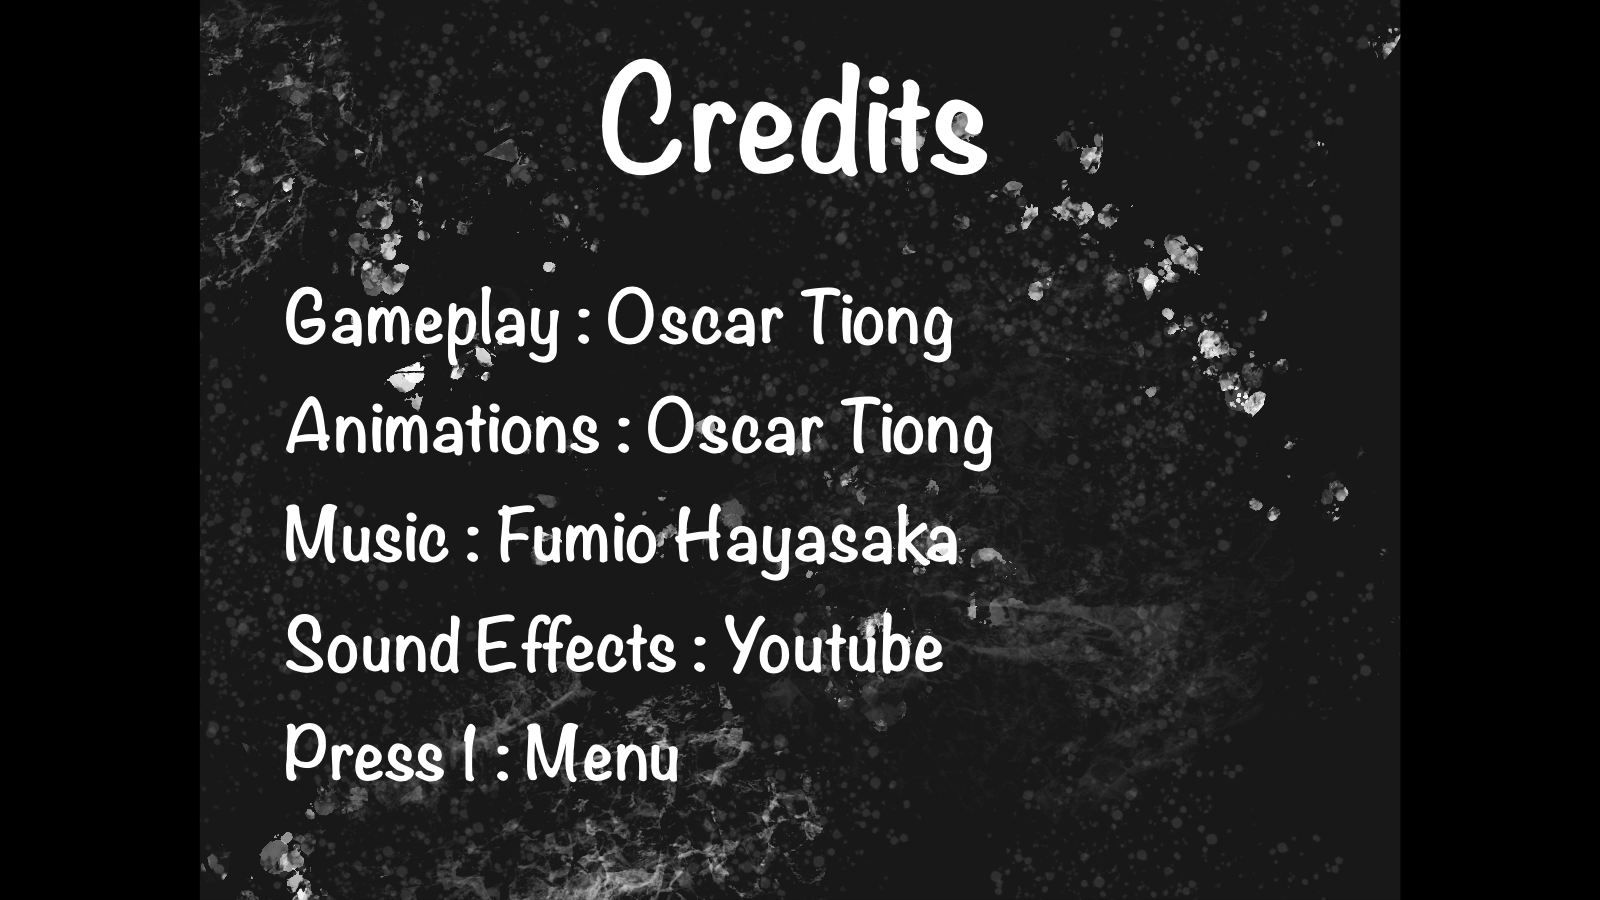 Credits
Gameplay : Oscar Tiong
Animations : Oscar Tiong
Music : Fumio Hayasaka
Sound Effects : Youtube
Press 1 : Menu